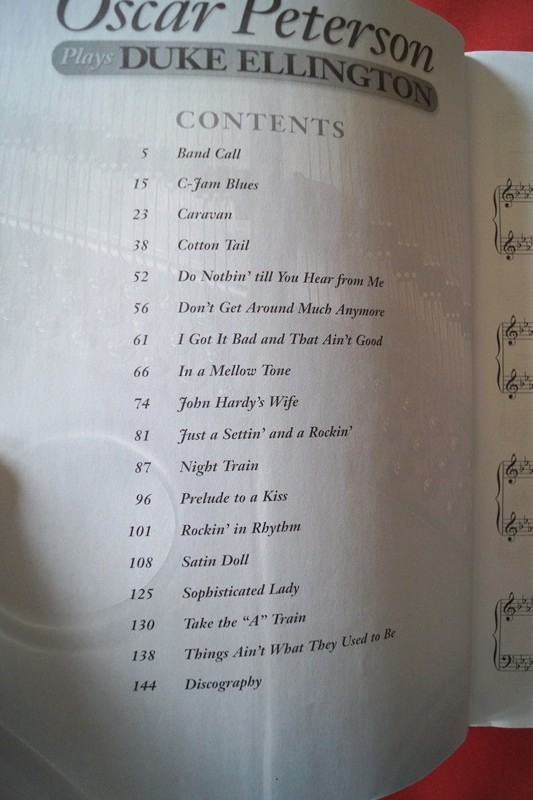 Oscar Peterson
Plays DUKE ELLINGTON
CONTENTS
5 Band Call
15 C-Jam Blues
23 Caravan
38 Cotton Tail
52 Do Nothin' till You Hear from Me
56 Don't Get Around Much Anymore
61 I Got It Bad and That Ain't Good
66 In a Mellow Tone
74 John Hardy's Wife
81 Just a Settin' and a Rockin'
87 Night Train
96 Prelude to a Kiss
101 Rockin' in Rhythm
108 Satin Doll
125 Sophisticated Lady
130 Take the “A” Train
138 Things Ain't What They Used to Be
144 Discography